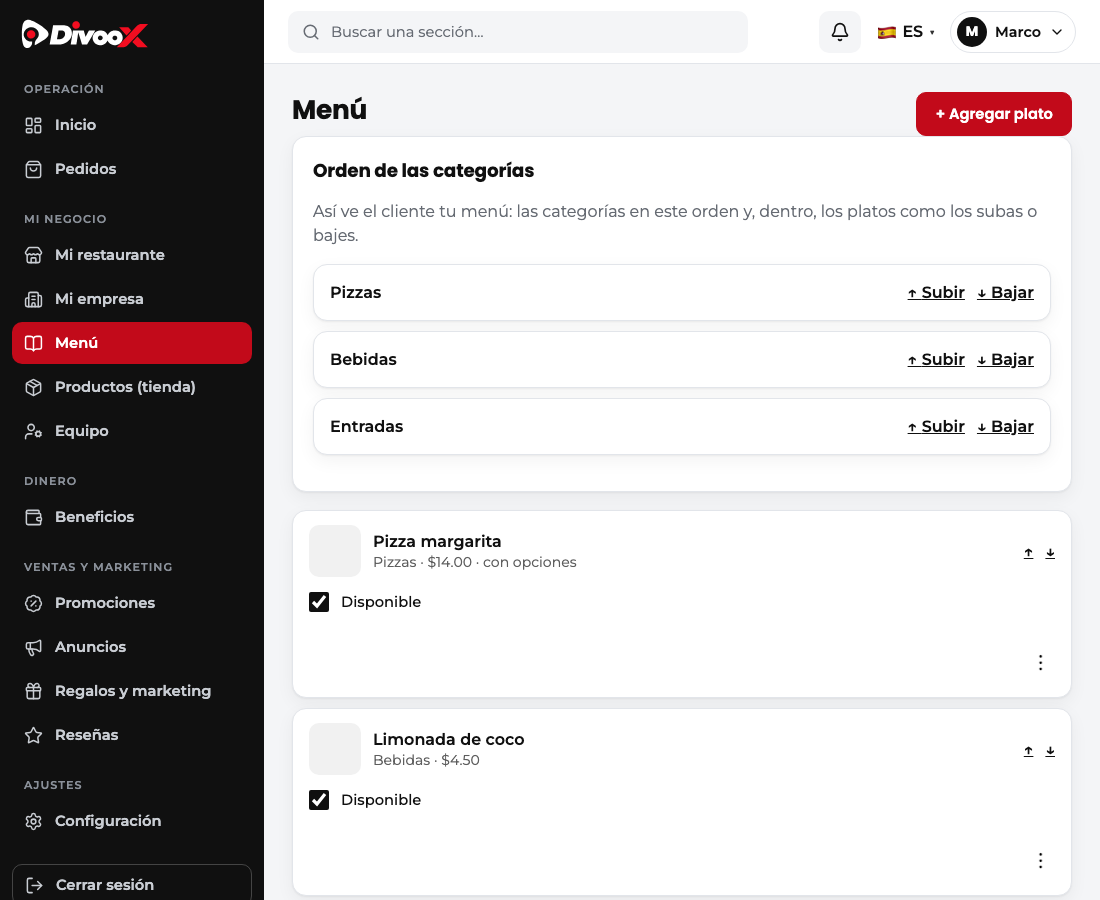 DivooX
Buscar una sección...
🇪🇸 ES ▾
M Marco
OPERACIÓN
Inicio
Pedidos
MI NEGOCIO
Mi restaurante
Mi empresa
Menú
Productos (tienda)
Equipo
DINERO
Beneficios
VENTAS Y MARKETING
Promociones
Anuncios
Regalos y marketing
Reseñas
AJUSTES
Configuración
Cerrar sesión
Menú
+ Agregar plato
Orden de las categorías
Así ve el cliente tu menú: las categorías en este orden y, dentro, los platos como los subas o
bajes.
Pizzas ↑ Subir ↓ Bajar
Bebidas ↑ Subir ↓ Bajar
Entradas ↑ Subir ↓ Bajar
Pizza margarita
Pizzas · $14.00 · con opciones
↑ ↓
Disponible
⋮
Limonada de coco
Bebidas · $4.50
↑ ↓
Disponible
⋮